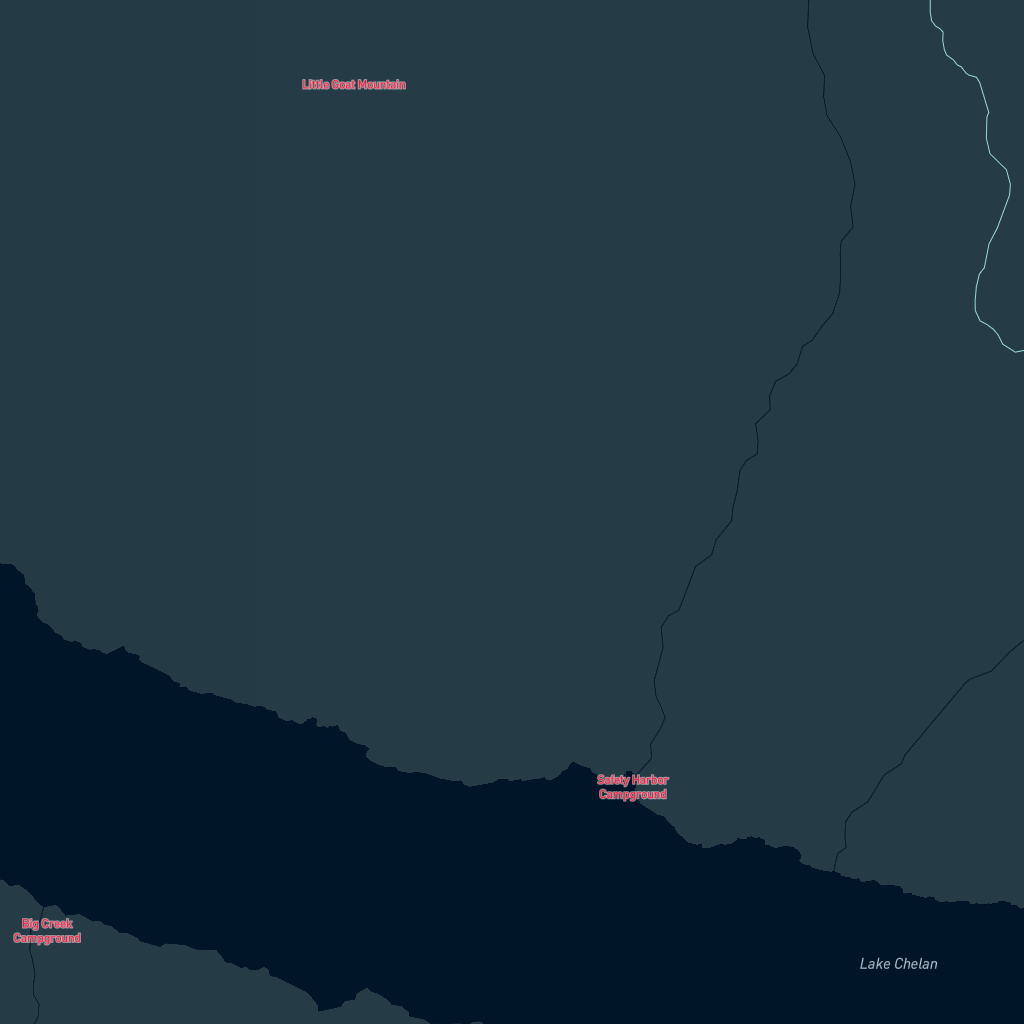 Little Goat Mountain
Safety Harbor
Campground
Big Creek
Campground
Lake Chelan